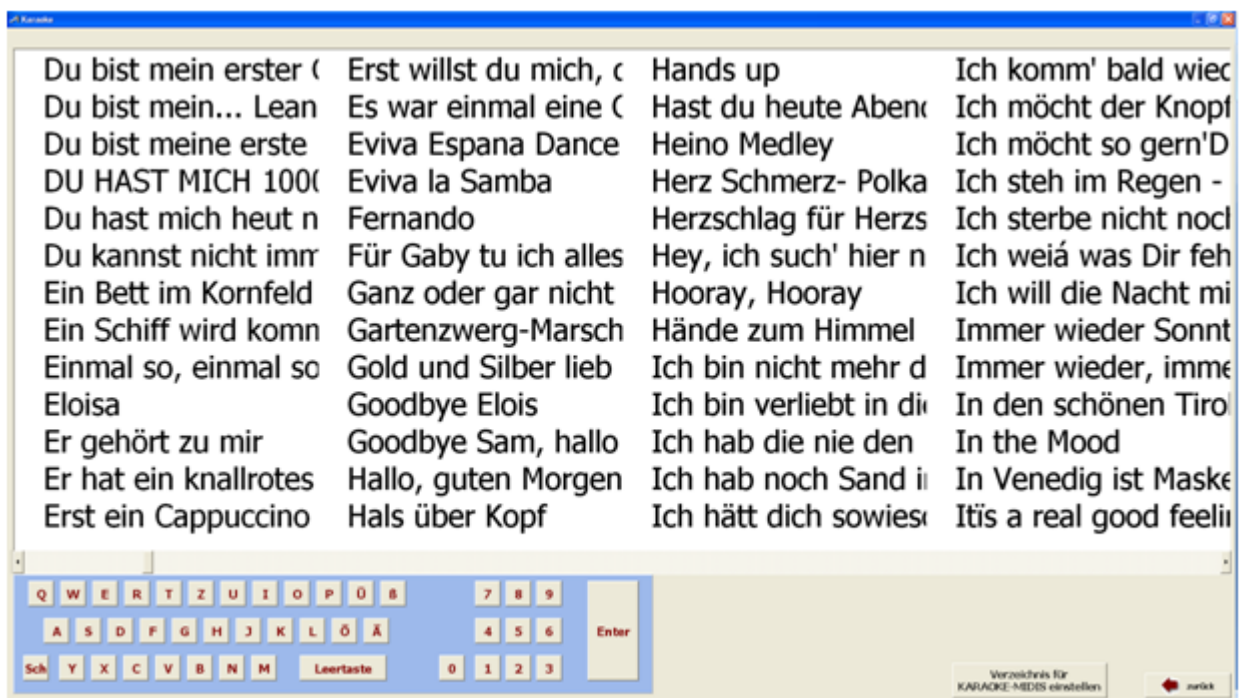 Karaoke
Du bist mein erster
Du bist mein... Lean
Du bist meine erste
DU HAST MICH 100
Du hast mich heut n
Du kannst nicht imm
Ein Bett im Kornfeld
Ein Schiff wird komm
Einmal so, einmal so
Eloisa
Er gehört zu mir
Er hat ein knallrotes
Erst ein Cappuccino
Erst willst du mich,
Es war einmal eine
Eviva Espana Dance
Eviva la Samba
Fernando
Für Gaby tu ich alles
Ganz oder gar nicht
Gartenzwerg-Marsch
Gold und Silber lieb
Goodbye Elois
Goodbye Sam, hallo
Hallo, guten Morgen
Hals über Kopf
Hands up
Hast du heute Abend
Heino Medley
Herz Schmerz- Polka
Herzschlag für Herzs
Hey, ich such' hier n
Hooray, Hooray
Hände zum Himmel
Ich bin nicht mehr d
Ich bin verliebt in di
Ich hab die nie den
Ich hab noch Sand i
Ich hätt dich sowies
Ich komm' bald wied
Ich möcht der Knopf
Ich möcht so gern'D
Ich steh im Regen -
Ich sterbe nicht noch
Ich weiá was Dir feh
Ich will die Nacht mi
Immer wieder Sonnt
Immer wieder, imme
In den schönen Tirol
In the Mood
In Venedig ist Maske
Itïs a real good feeli
Q W E R T Z U I O P Ü ß 7 8 9
A S D F G H J K L Ö Ä 4 5 6 Enter
Sch Y X C V B N M Leertaste 0 1 2 3
Verzeichnis für
KARAOKE-MIDIS einstellen
zurück